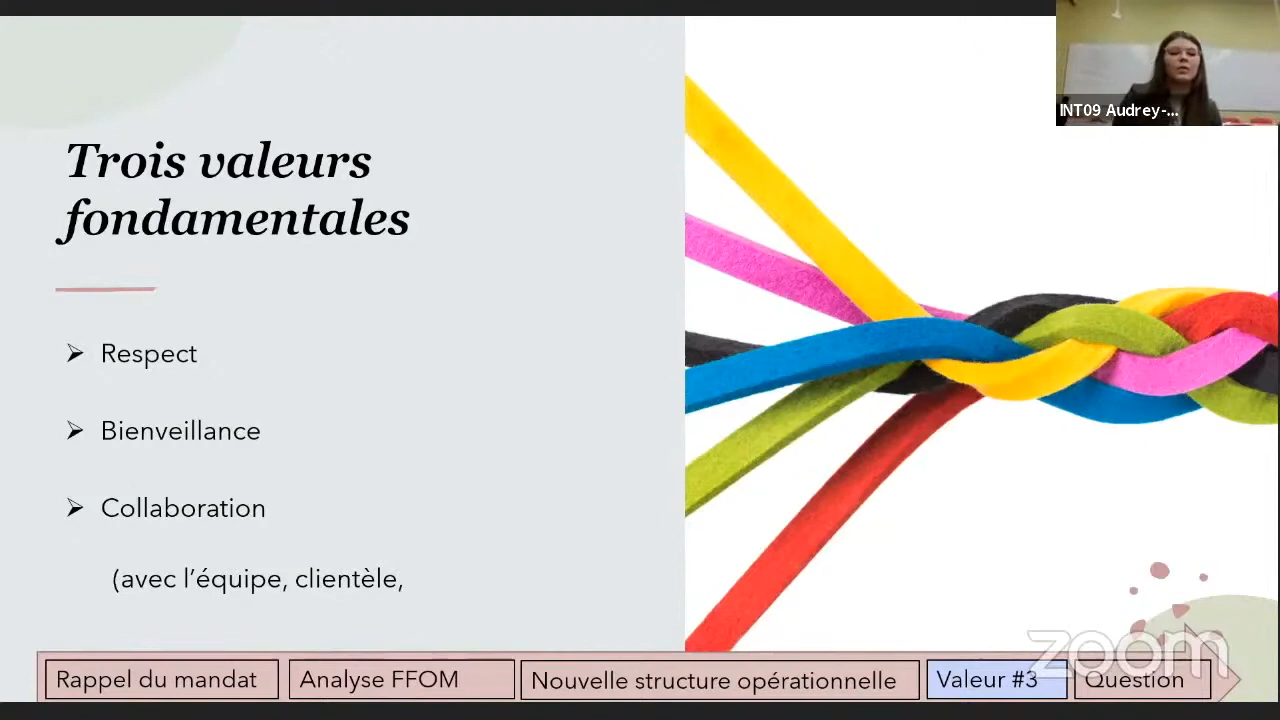 INT09 Audrey-...
Trois valeurs
fondamentales
➢ Respect
➢ Bienveillance
➢ Collaboration
(avec l'équipe, clientèle,
zoom
Rappel du mandat
Analyse FFOM
Nouvelle structure opérationnelle
Valeur #3
Question